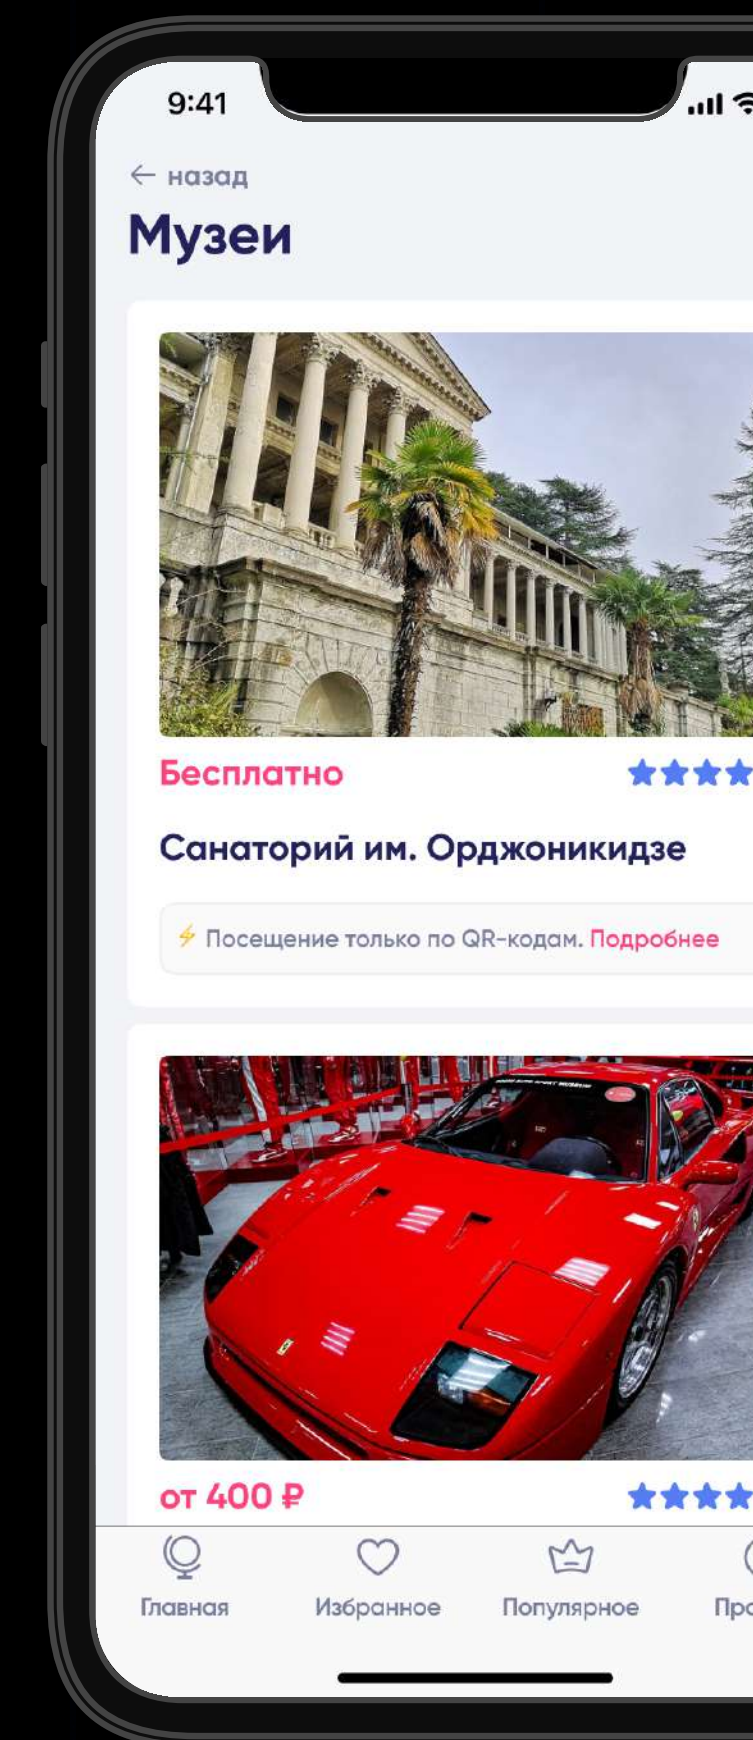 9:41
← назад
Музеи
Бесплатно
Санаторий им. Орджоникидзе
Посещение только по QR-кодам. Подробнее
от 400 ₽
Главная
Избранное
Популярное